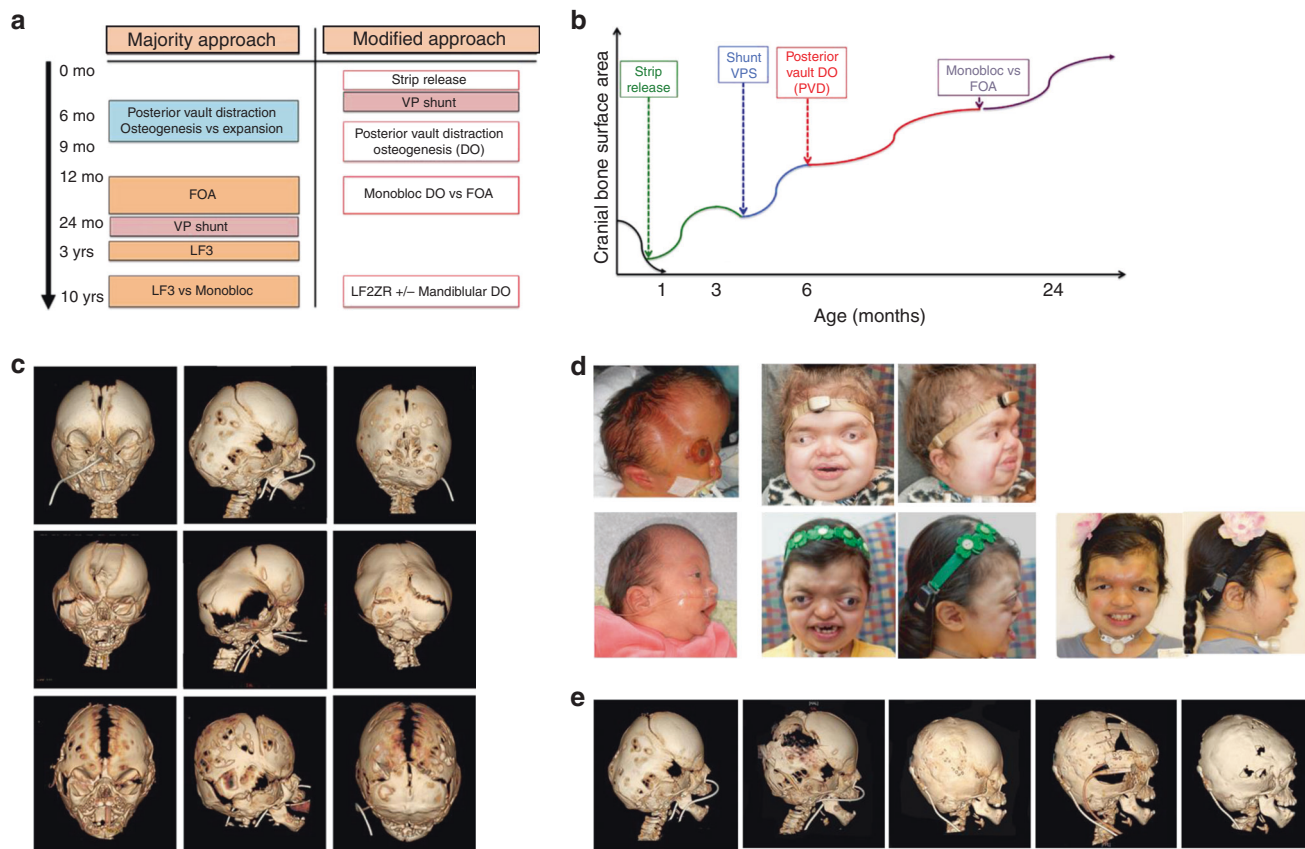 a
Majority approach
Modified approach
0 mo
6 mo
9 mo
12 mo
24 mo
3 yrs
10 yrs
Posterior vault distraction
Osteogenesis vs expansion
FOA
VP shunt
LF3
LF3 vs Monobloc
Strip release
VP shunt
Posterior vault distraction
osteogenesis (DO)
Monobloc DO vs FOA
LF2ZR +/– Mandiblular DO
b
Cranial bone surface area
Strip
release
Shunt
VPS
Posterior
vault DO
(PVD)
Monobloc vs
FOA
1
3
6
24
Age (months)
c
d
e